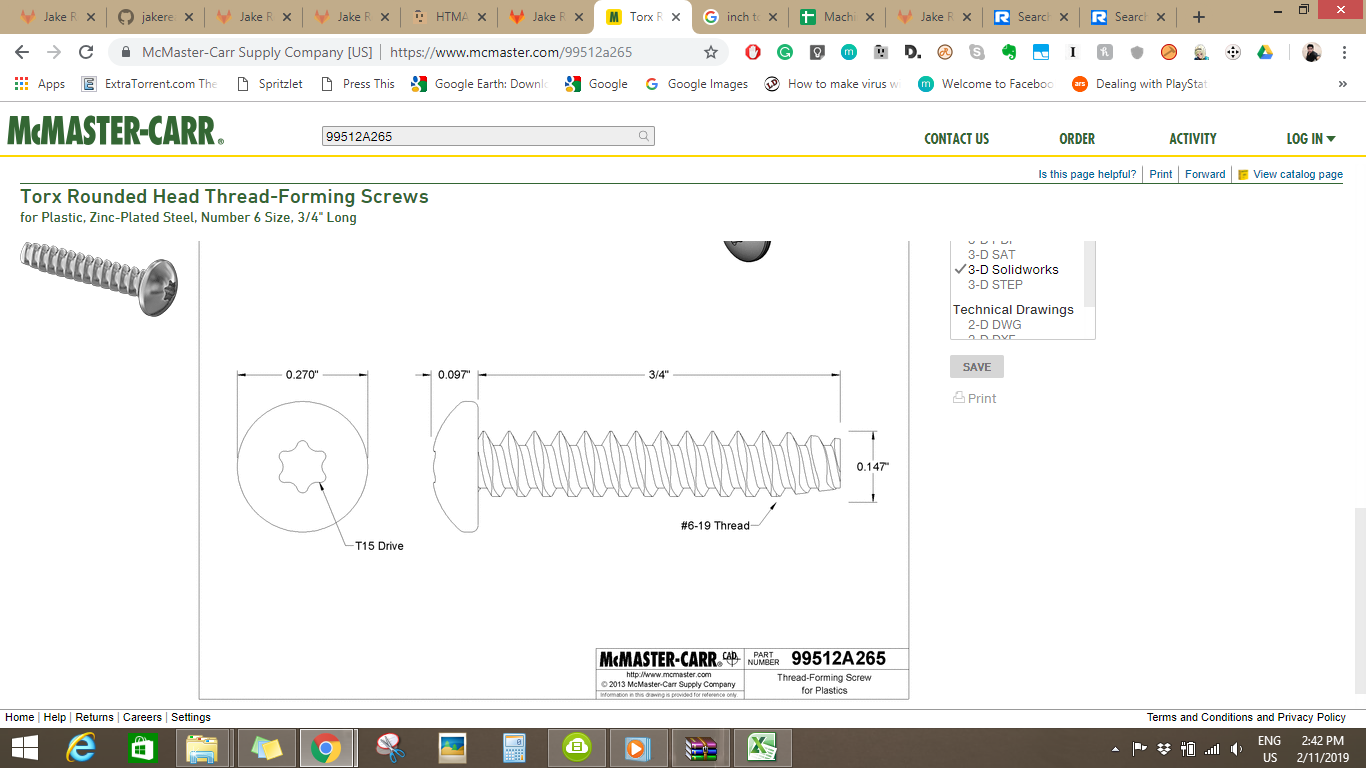 Jake R
jakere
Jake R
Jake R
HTMA
Jake R
Torx R
inch to
Machi
Jake R
Search
Search
McMaster-Carr Supply Company [US] | https://www.mcmaster.com/99512a265
Apps
ExtraTorrent.com The
Spritzlet
Press This
Google Earth: Downl
Google
Google Images
How to make virus w
Welcome to Faceboo
Dealing with PlayStat
»
McMASTER-CARR®
99512A265
CONTACT US
ORDER
ACTIVITY
LOG IN
Is this page helpful?
Print
Forward
View catalog page
Torx Rounded Head Thread-Forming Screws
for Plastic, Zinc-Plated Steel, Number 6 Size, 3/4" Long
3-D PDF
3-D SAT
3-D Solidworks
3-D STEP
Technical Drawings
2-D DWG
2-D DXF
SAVE
Print
0.270"
0.097"
3/4"
0.147"
#6-19 Thread
T15 Drive
McMASTER-CARR® CAD
http://www.mcmaster.com
© 2013 McMaster-Carr Supply Company
Information in this drawing is provided for reference only.
PART NUMBER
99512A265
Thread-Forming Screw
for Plastics
Home | Help | Returns | Careers | Settings
Terms and Conditions and Privacy Policy
ENG
US
2:42 PM
2/11/2019